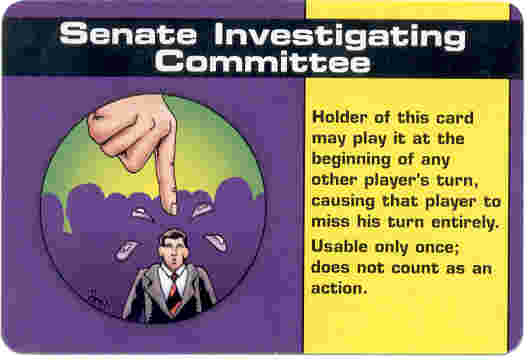 Senate Investigating
Committee
Holder of this card
may play it at the
beginning of any
other player's turn,
causing that player to
miss his turn entirely.
Usable only once;
does not count as an
action.